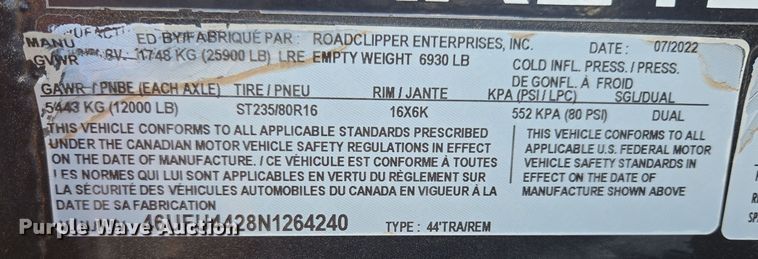 MANUFACTURED BY/FABRIQUÉ PAR : ROADCLIPPER ENTERPRISES, INC. DATE: 07/2022
GVWR BV. 11748 KG (25900 LB) LRE EMPTY WEIGHT 6930 LB
COLD INFL. PRESS./ PRESS.
DE GONFL. À FROID
GAWR / PNBE (EACH AXLE) TIRE / PNEU RIM / JANTE KPA (PSI / LPC) SGL/DUAL
5443 KG (12000 LB) ST235/80R16 16X6K 552 KPA (80 PSI) DUAL
THIS VEHICLE CONFORMS TO ALL APPLICABLE STANDARDS PRESCRIBED
UNDER THE CANADIAN MOTOR VEHICLE SAFETY REGULATIONS IN EFFECT
ON THE DATE OF MANUFACTURE. / CE VÉHICULE EST CONFORME À TOUTES
LES NORMES QUI LUI SONT APPLICABLES EN VERTU DU RÈGLEMENT SUR
LA SÉCURITÉ DES VÉHICULES AUTOMOBILES DU CANADA EN VIGUEUR À LA
DATE DE SA FABRICATION
THIS VEHICLE CONFORMS TO ALL
APPLICABLE U.S. FEDERAL MOTOR
VEHICLE SAFETY STANDARDS IN
EFFECT ON THE DATE OF
MANUFACTURE SHOWN ABOVE
46UFU4428N1264240 TYPE: 44'TRA/REM
Purple Wave Auction